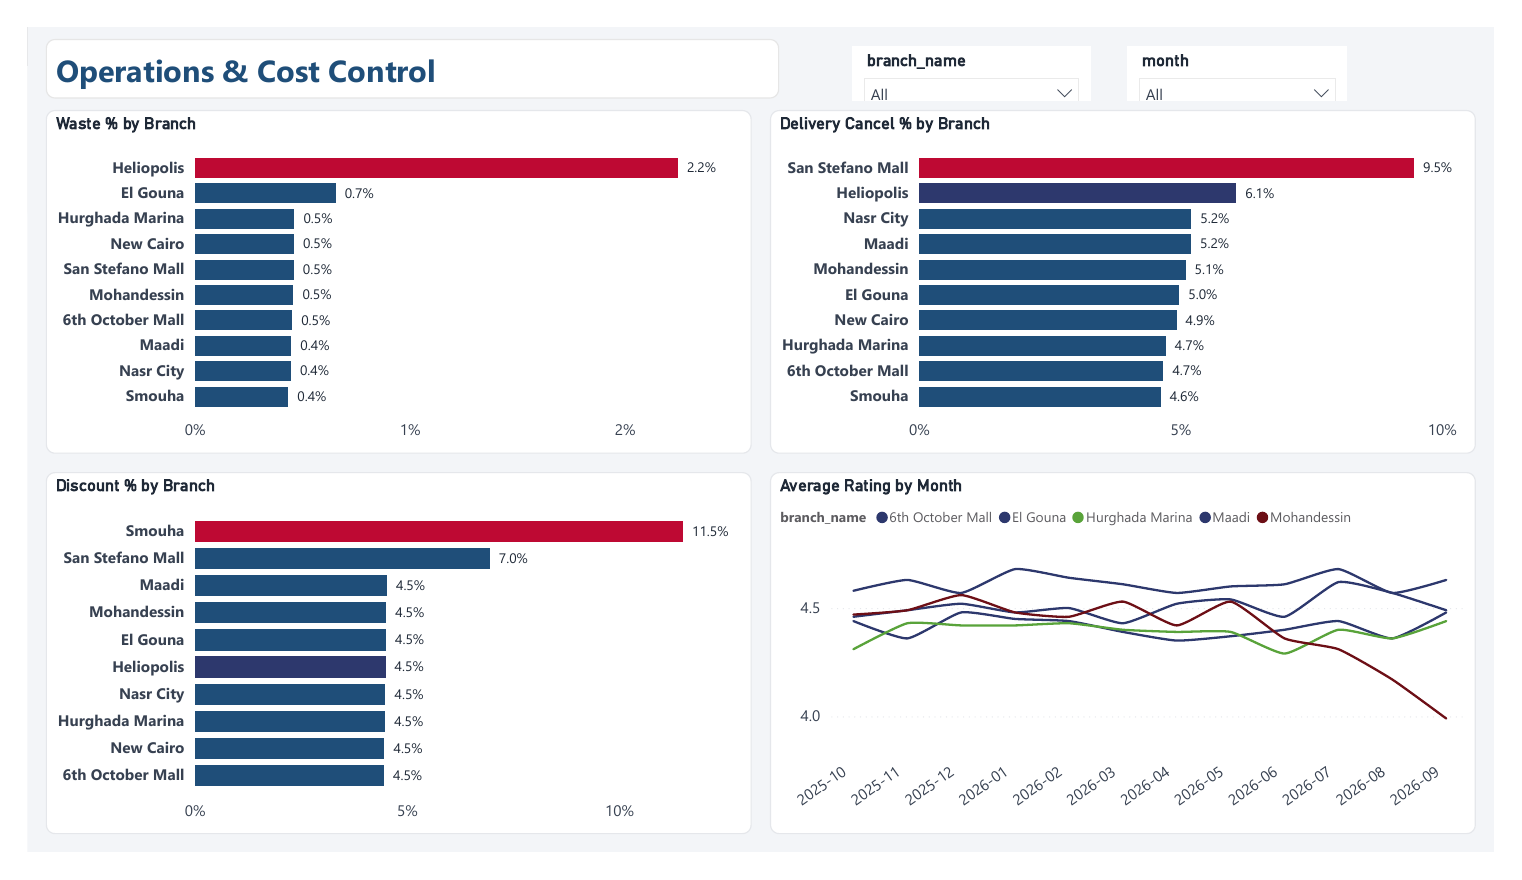 Operations & Cost Control
branch_name
All
month
All
Waste % by Branch
Heliopolis 2.2%
El Gouna 0.7%
Hurghada Marina 0.5%
New Cairo 0.5%
San Stefano Mall 0.5%
Mohandessin 0.5%
6th October Mall 0.5%
Maadi 0.4%
Nasr City 0.4%
Smouha 0.4%
0% 1% 2%
Delivery Cancel % by Branch
San Stefano Mall 9.5%
Heliopolis 6.1%
Nasr City 5.2%
Maadi 5.2%
Mohandessin 5.1%
El Gouna 5.0%
New Cairo 4.9%
Hurghada Marina 4.7%
6th October Mall 4.7%
Smouha 4.6%
0% 5% 10%
Discount % by Branch
Smouha 11.5%
San Stefano Mall 7.0%
Maadi 4.5%
Mohandessin 4.5%
El Gouna 4.5%
Heliopolis 4.5%
Nasr City 4.5%
Hurghada Marina 4.5%
New Cairo 4.5%
6th October Mall 4.5%
0% 5% 10%
Average Rating by Month
branch_name 6th October Mall El Gouna Hurghada Marina Maadi Mohandessin
4.5
4.0
2025-10 2025-11 2025-12 2026-01 2026-02 2026-03 2026-04 2026-05 2026-06 2026-07 2026-08 2026-09